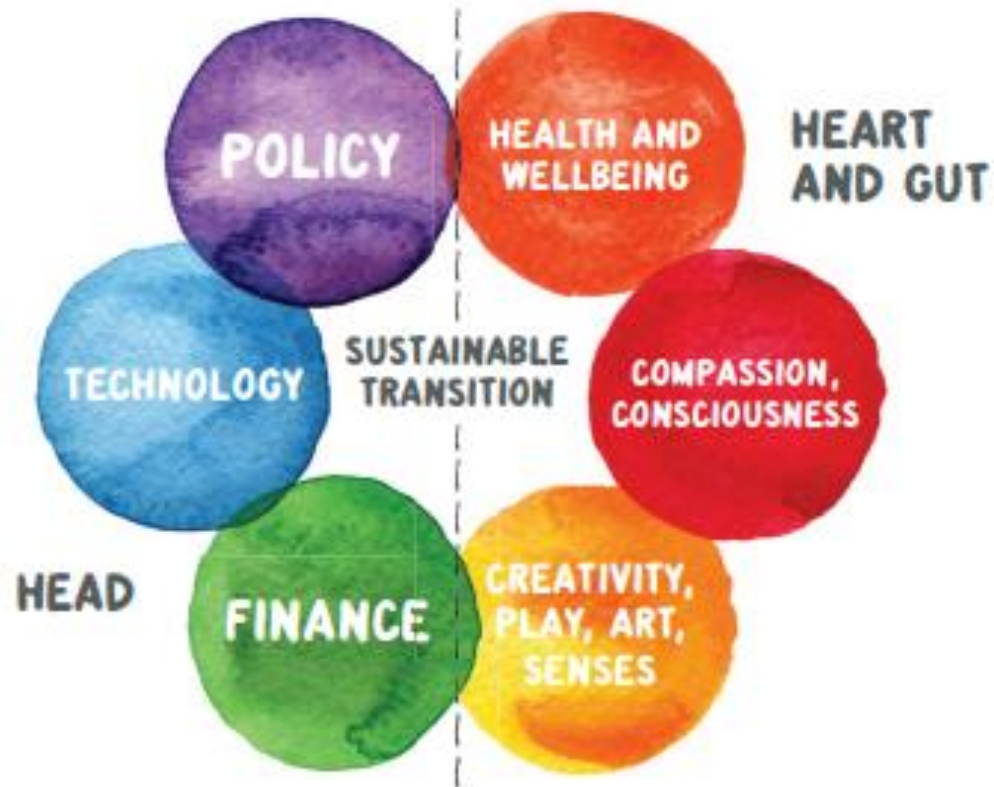 POLICY
HEALTH AND
WELLBEING
HEART
AND GUT
TECHNOLOGY
SUSTAINABLE
TRANSITION
COMPASSION,
CONSCIOUSNESS
HEAD
FINANCE
CREATIVITY,
PLAY, ART,
SENSES